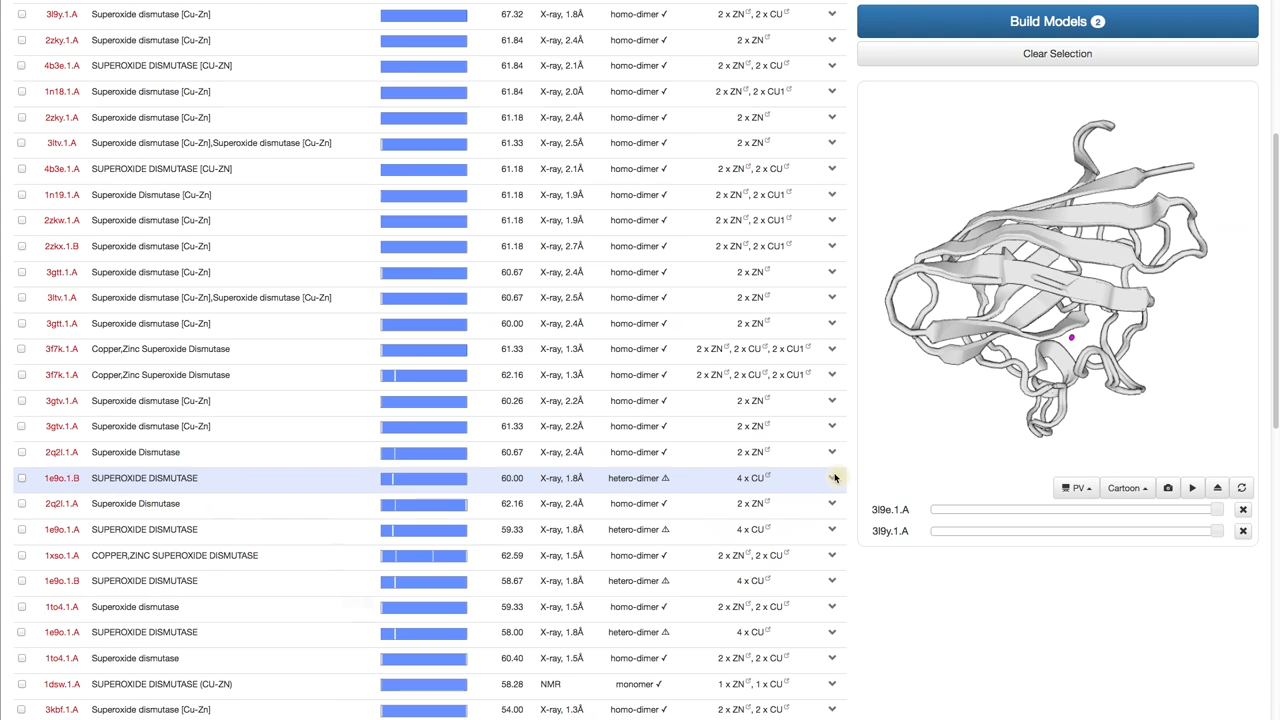 3l9y.1.A Superoxide dismutase [Cu-Zn] 67.32 X-ray, 1.8Å homo-dimer ✓ 2 x ZN, 2 x CU
2zky.1.A Superoxide dismutase [Cu-Zn] 61.84 X-ray, 2.4Å homo-dimer ✓ 2 x ZN
4b3e.1.A SUPEROXIDE DISMUTASE [CU-ZN] 61.84 X-ray, 2.1Å homo-dimer ✓ 2 x ZN, 2 x CU
1n18.1.A Superoxide dismutase [Cu-Zn] 61.84 X-ray, 2.0Å homo-dimer ✓ 2 x ZN, 2 x CU1
2zky.1.A Superoxide dismutase [Cu-Zn] 61.18 X-ray, 2.4Å homo-dimer ✓ 2 x ZN
3ltv.1.A Superoxide dismutase [Cu-Zn],Superoxide dismutase [Cu-Zn] 61.33 X-ray, 2.5Å homo-dimer ✓ 2 x ZN
4b3e.1.A SUPEROXIDE DISMUTASE [CU-ZN] 61.18 X-ray, 2.1Å homo-dimer ✓ 2 x ZN, 2 x CU
1n19.1.A Superoxide Dismutase [Cu-Zn] 61.18 X-ray, 1.9Å homo-dimer ✓ 2 x ZN, 2 x CU1
2zkw.1.A Superoxide dismutase [Cu-Zn] 61.18 X-ray, 1.9Å homo-dimer ✓ 2 x ZN, 2 x CU1
2zkx.1.B Superoxide dismutase [Cu-Zn] 61.18 X-ray, 2.7Å homo-dimer ✓ 2 x ZN, 2 x CU1
3gtt.1.A Superoxide dismutase [Cu-Zn] 60.67 X-ray, 2.4Å homo-dimer ✓ 2 x ZN
3ltv.1.A Superoxide dismutase [Cu-Zn],Superoxide dismutase [Cu-Zn] 60.67 X-ray, 2.5Å homo-dimer ✓ 2 x ZN
3gtt.1.A Superoxide dismutase [Cu-Zn] 60.00 X-ray, 2.4Å homo-dimer ✓ 2 x ZN
3f7k.1.A Copper,Zinc Superoxide Dismutase 61.33 X-ray, 1.3Å homo-dimer ✓ 2 x ZN, 2 x CU, 2 x CU1
3f7k.1.A Copper,Zinc Superoxide Dismutase 62.16 X-ray, 1.3Å homo-dimer ✓ 2 x ZN, 2 x CU, 2 x CU1
3gtv.1.A Superoxide dismutase [Cu-Zn] 60.26 X-ray, 2.2Å homo-dimer ✓ 2 x ZN
3gtv.1.A Superoxide dismutase [Cu-Zn] 61.33 X-ray, 2.2Å homo-dimer ✓ 2 x ZN
2q2l.1.A Superoxide Dismutase 60.67 X-ray, 2.4Å homo-dimer ✓ 2 x ZN
1e9o.1.B SUPEROXIDE DISMUTASE 60.00 X-ray, 1.8Å hetero-dimer ⚠ 4 x CU
2q2l.1.A Superoxide Dismutase 62.16 X-ray, 2.4Å homo-dimer ✓ 2 x ZN
1e9o.1.A SUPEROXIDE DISMUTASE 59.33 X-ray, 1.8Å hetero-dimer ⚠ 4 x CU
1xso.1.A COPPER,ZINC SUPEROXIDE DISMUTASE 62.59 X-ray, 1.5Å homo-dimer ✓ 2 x ZN, 2 x CU
1e9o.1.B SUPEROXIDE DISMUTASE 58.67 X-ray, 1.8Å hetero-dimer ⚠ 4 x CU
1to4.1.A Superoxide dismutase 59.33 X-ray, 1.5Å homo-dimer ✓ 2 x ZN, 2 x CU
1e9o.1.A SUPEROXIDE DISMUTASE 58.00 X-ray, 1.8Å hetero-dimer ⚠ 4 x CU
1to4.1.A Superoxide dismutase 60.40 X-ray, 1.5Å homo-dimer ✓ 2 x ZN, 2 x CU
1dsw.1.A SUPEROXIDE DISMUTASE (CU-ZN) 58.28 NMR monomer ✓ 1 x ZN, 1 x CU
3kbf.1.A Superoxide dismutase [Cu-Zn] 54.00 X-ray, 1.3Å homo-dimer ✓ 2 x ZN, 2 x CU
Build Models 2
Clear Selection
PV Cartoon
3l9e.1.A
3l9y.1.A